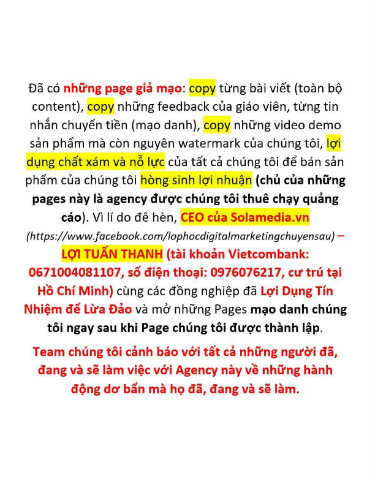 Đã có những page giả mạo: copy từng bài viết (toàn bộ
content), copy những feedback của giáo viên, từng tin
nhắn chuyển tiền (mạo danh), copy những video demo
sản phẩm mà còn nguyên watermark của chúng tôi, lợi
dụng chất xám và nỗ lực của tất cả chúng tôi để bán sản
phẩm của chúng tôi hòng sinh lợi nhuận (chủ của những
pages này là agency được chúng tôi thuê chạy quảng
cáo). Vì lí do đê hèn, CEO của Solamedia.vn
(https://www.facebook.com/lophocdigitalmarketingchuyensau) –
LỢI TUẤN THANH (tài khoản Vietcombank:
0671004081107, số điện thoại: 0976076217, cư trú tại
Hồ Chí Minh) cùng các đồng nghiệp đã Lợi Dụng Tín
Nhiệm để Lừa Đảo và mở những Pages mạo danh chúng
tôi ngay sau khi Page chúng tôi được thành lập.
Team chúng tôi cảnh báo với tất cả những người đã,
đang và sẽ làm việc với Agency này về những hành
động dơ bẩn mà họ đã, đang và sẽ làm.